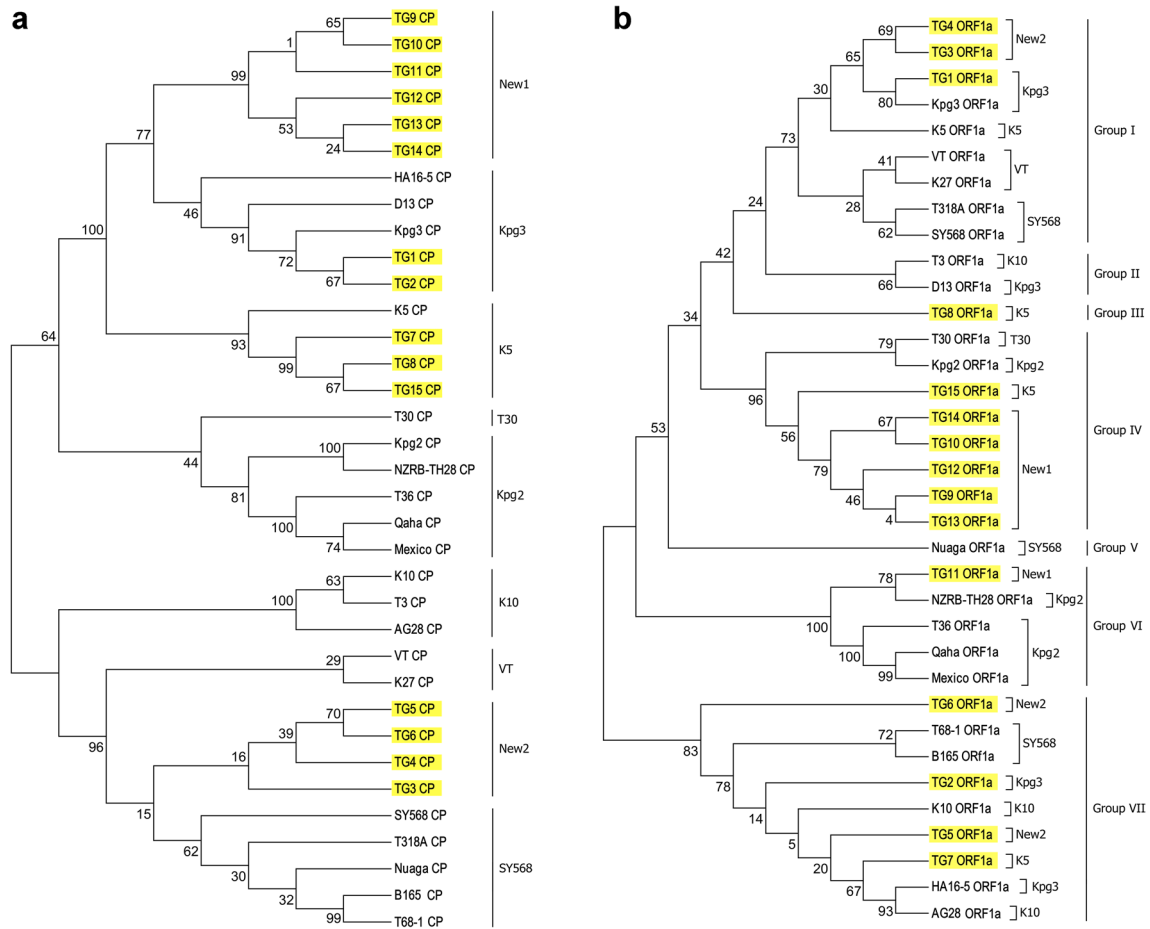 a
TG9 CP
TG10 CP
TG11 CP
TG12 CP
TG13 CP
TG14 CP
HA16-5 CP
D13 CP
Kpg3 CP
TG1 CP
TG2 CP
K5 CP
TG7 CP
TG8 CP
TG15 CP
T30 CP
Kpg2 CP
NZRB-TH28 CP
T36 CP
Qaha CP
Mexico CP
K10 CP
T3 CP
AG28 CP
VT CP
K27 CP
TG5 CP
TG6 CP
TG4 CP
TG3 CP
SY568 CP
T318A CP
Nuaga CP
B165 CP
T68-1 CP
New1
Kpg3
K5
T30
Kpg2
K10
VT
New2
SY568
65
1
99
53
24
77
46
91
72
67
100
93
99
67
64
44
100
81
100
74
63
100
29
96
70
39
16
15
62
30
32
99
b
TG4 ORF1a
TG3 ORF1a
TG1 ORF1a
Kpg3 ORF1a
K5 ORF1a
VT ORF1a
K27 ORF1a
T318A ORF1a
SY568 ORF1a
T3 ORF1a
D13 ORF1a
TG8 ORF1a
T30 ORF1a
Kpg2 ORF1a
TG15 ORF1a
TG14 ORF1a
TG10 ORF1a
TG12 ORF1a
TG9 ORF1a
TG13 ORF1a
Nuaga ORF1a
TG11 ORF1a
NZRB-TH28 ORF1a
T36 ORF1a
Qaha ORF1a
Mexico ORF1a
TG6 ORF1a
T68-1 ORF1a
B165 ORf1a
TG2 ORF1a
K10 ORF1a
TG5 ORF1a
TG7 ORF1a
HA16-5 ORF1a
AG28 ORF1a
New2
Kpg3
K5
VT
SY568
K10
Kpg3
K5
T30
Kpg2
K5
New1
SY568
New1
Kpg2
Kpg2
New2
SY568
Kpg3
K10
New2
K5
Kpg3
K10
Group I
Group II
Group III
Group IV
Group V
Group VI
Group VII
69
65
80
30
73
41
28
62
24
66
42
34
79
96
56
67
79
46
4
53
78
100
100
99
83
72
78
14
5
20
67
93